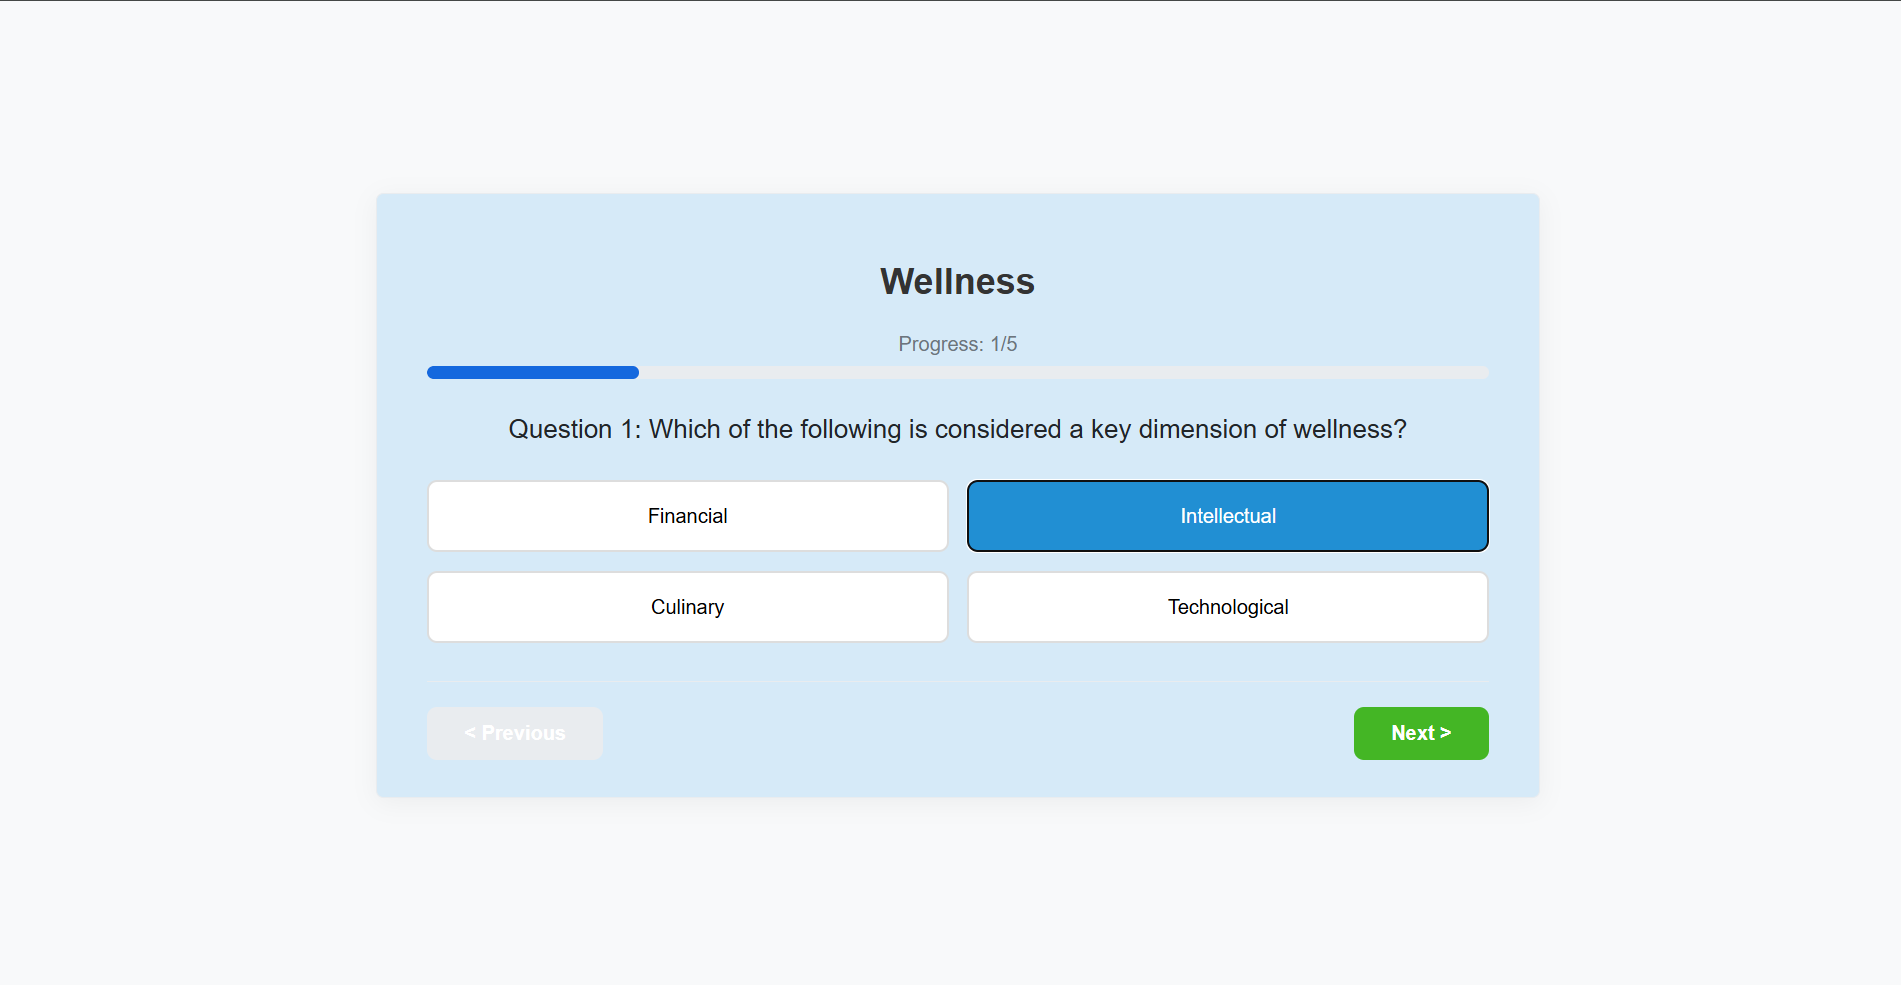 Wellness
Progress: 1/5
Question 1: Which of the following is considered a key dimension of wellness?
Financial
Intellectual
Culinary
Technological
< Previous
Next >